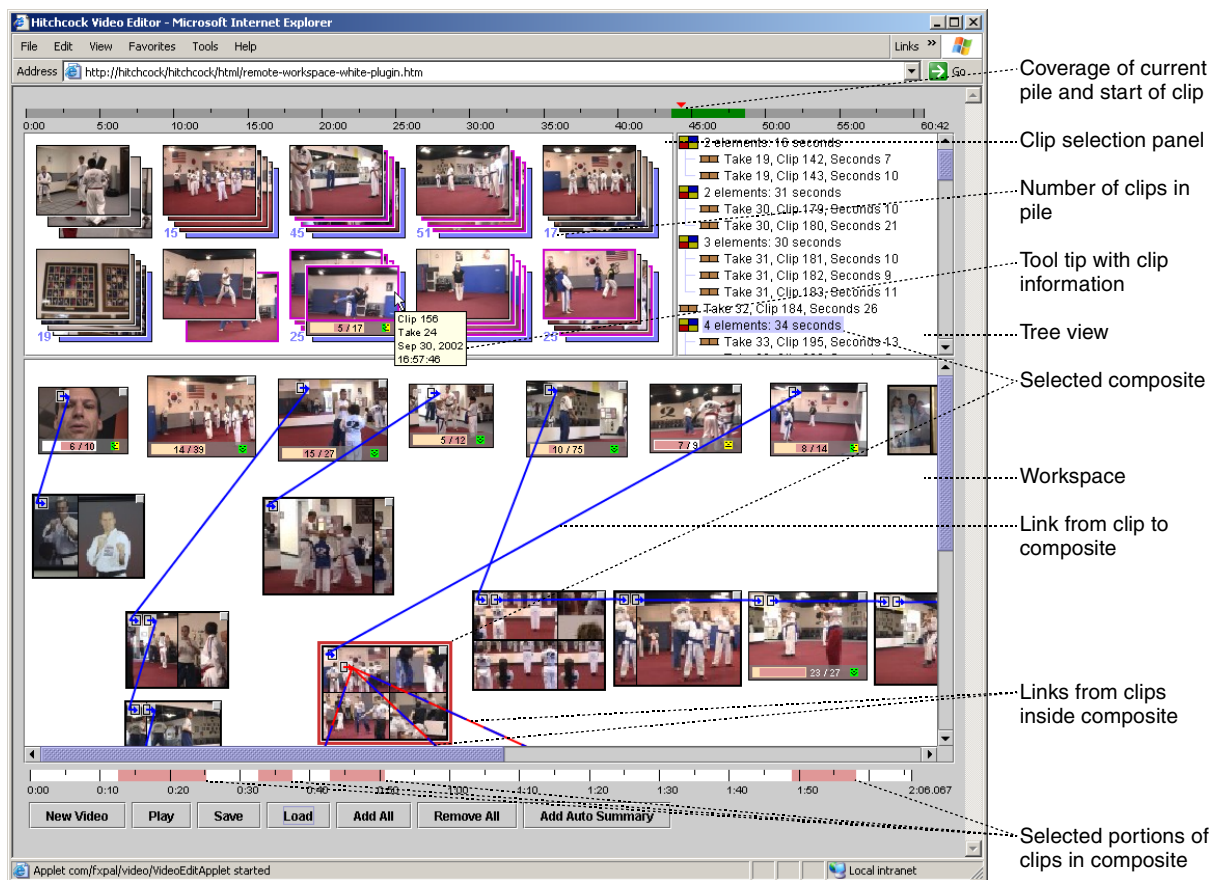 Hitchcock Video Editor - Microsoft Internet Explorer
File Edit View Favorites Tools Help
Links »
Address http://hitchcock/hitchcock/html/remote-workspace-white-plugin.htm
Go
0:00 5:00 10:00 15:00 20:00 25:00 30:00 35:00 40:00 45:00 50:00 55:00 60:42
15
45
51
17
19
25
23
5 / 17
Clip 156
Take 24
Sep 30, 2002
16:57:46
2 elements: 16 seconds
Take 19, Clip 142, Seconds 7
Take 19, Clip 143, Seconds 10
2 elements: 31 seconds
Take 30, Clip 179, Seconds 10
Take 30, Clip 180, Seconds 21
3 elements: 30 seconds
Take 31, Clip 181, Seconds 10
Take 31, Clip 182, Seconds 9
Take 31, Clip 183, Seconds 11
Take 32, Clip 184, Seconds 26
4 elements: 34 seconds
Take 33, Clip 195, Seconds 13
6 / 10
14 / 39
15 / 27
5 / 12
10 / 75
7 / 9
8 / 14
23 / 27
0:00 0:10 0:20 0:30 0:40 0:50 1:00 1:10 1:20 1:30 1:40 1:50 2:06.067
New Video Play Save Load Add All Remove All Add Auto Summary
Applet com/fxpal/video/VideoEditApplet started
Local intranet
Coverage of current
pile and start of clip
Clip selection panel
Number of clips in
pile
Tool tip with clip
information
Tree view
Selected composite
Workspace
Link from clip to
composite
Links from clips
inside composite
Selected portions of
clips in composite